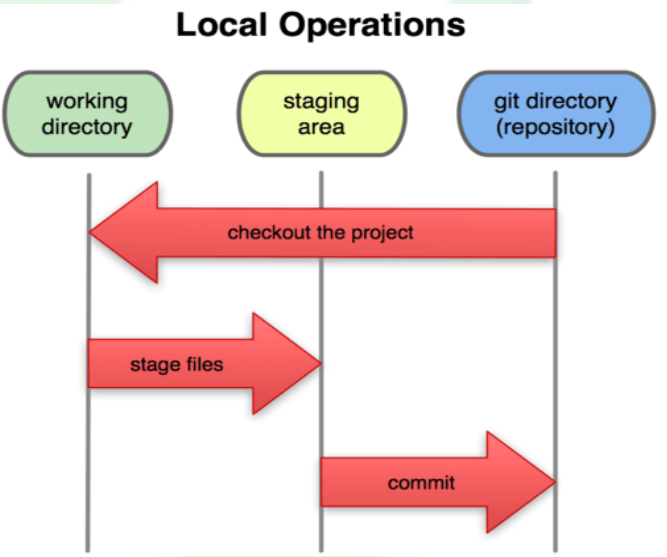 Local Operations
working
directory
staging
area
git directory
(repository)
checkout the project
stage files
commit